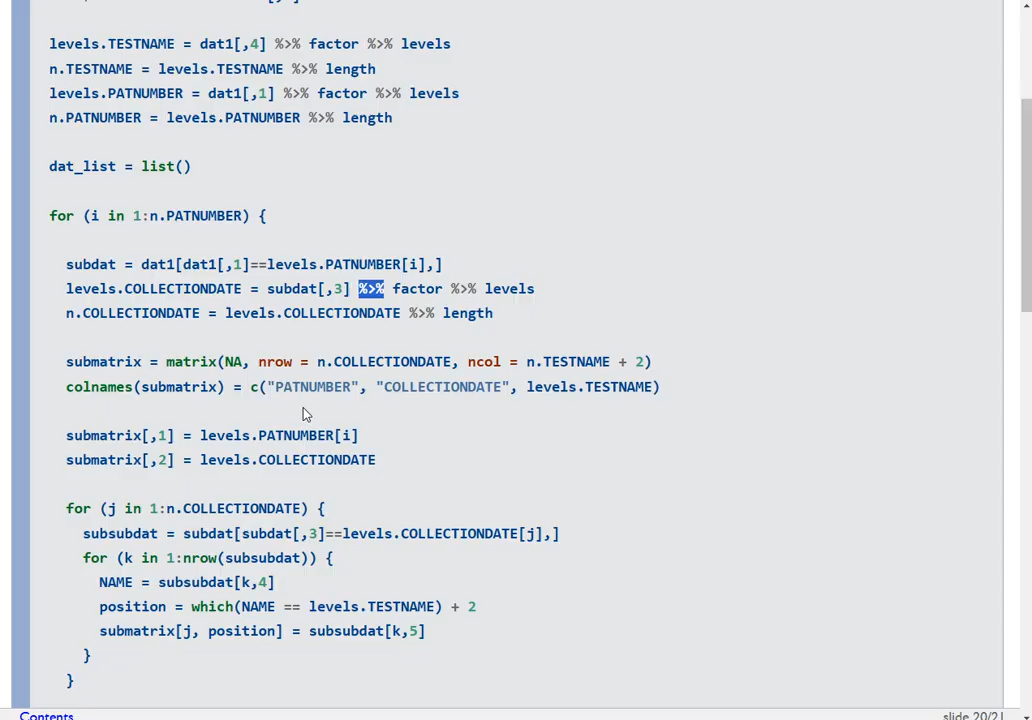 levels.TESTNAME = dat1[,4] %>% factor %>% levels
n.TESTNAME = levels.TESTNAME %>% length
levels.PATNUMBER = dat1[,1] %>% factor %>% levels
n.PATNUMBER = levels.PATNUMBER %>% length
dat_list = list()
for (i in 1:n.PATNUMBER) {
subdat = dat1[dat1[,1]==levels.PATNUMBER[i],]
levels.COLLECTIONDATE = subdat[,3] %>% factor %>% levels
n.COLLECTIONDATE = levels.COLLECTIONDATE %>% length
submatrix = matrix(NA, nrow = n.COLLECTIONDATE, ncol = n.TESTNAME + 2)
colnames(submatrix) = c("PATNUMBER", "COLLECTIONDATE", levels.TESTNAME)
submatrix[,1] = levels.PATNUMBER[i]
submatrix[,2] = levels.COLLECTIONDATE
for (j in 1:n.COLLECTIONDATE) {
subsubdat = subdat[subdat[,3]==levels.COLLECTIONDATE[j],]
for (k in 1:nrow(subsubdat)) {
NAME = subsubdat[k,4]
position = which(NAME == levels.TESTNAME) + 2
submatrix[j, position] = subsubdat[k,5]
}
}
Contents
slide 20/21